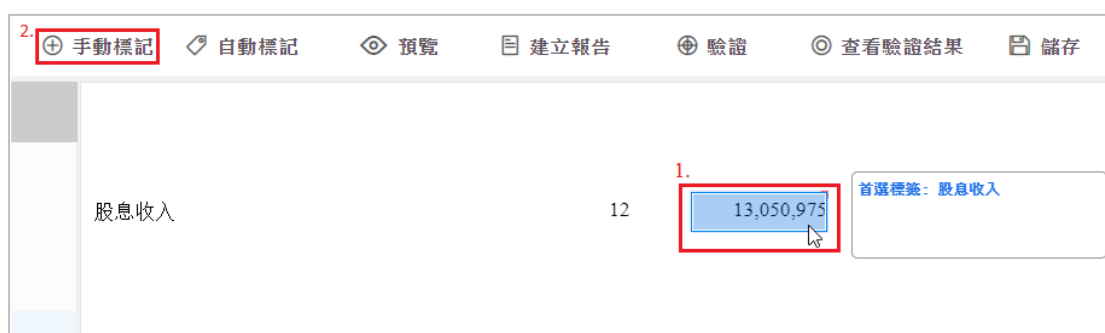 2.
手動標記 自動標記 預覽 建立報告 驗證 查看驗證結果 儲存
1.
首選標籤: 股息收入
股息收入 12 13,050,975